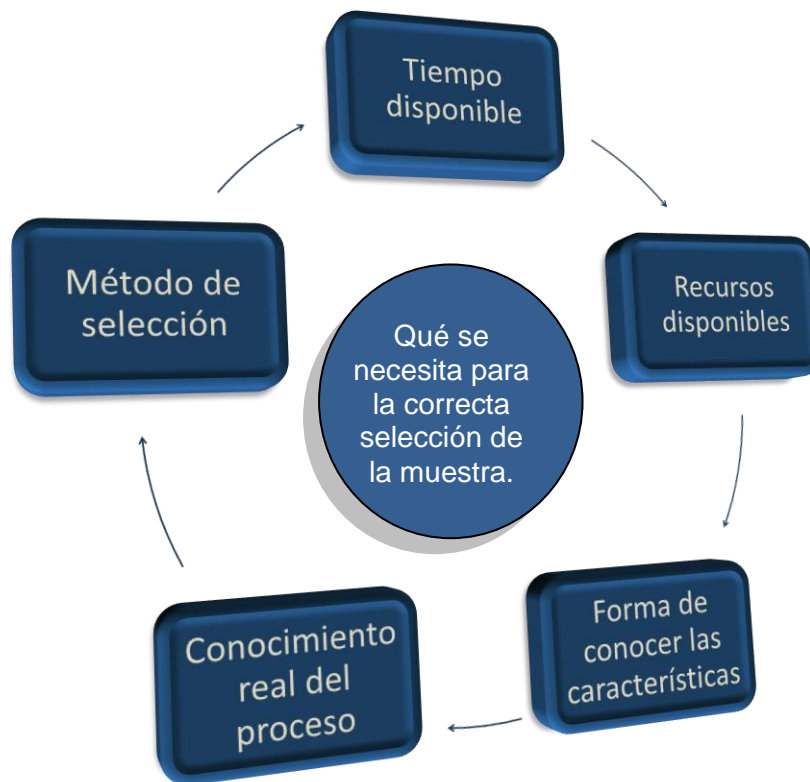 Tiempo
disponible
Recursos
disponibles
Forma de
conocer las
características
Conocimiento
real del
proceso
Método de
selección
Qué se
necesita para
la correcta
selección de
la muestra.